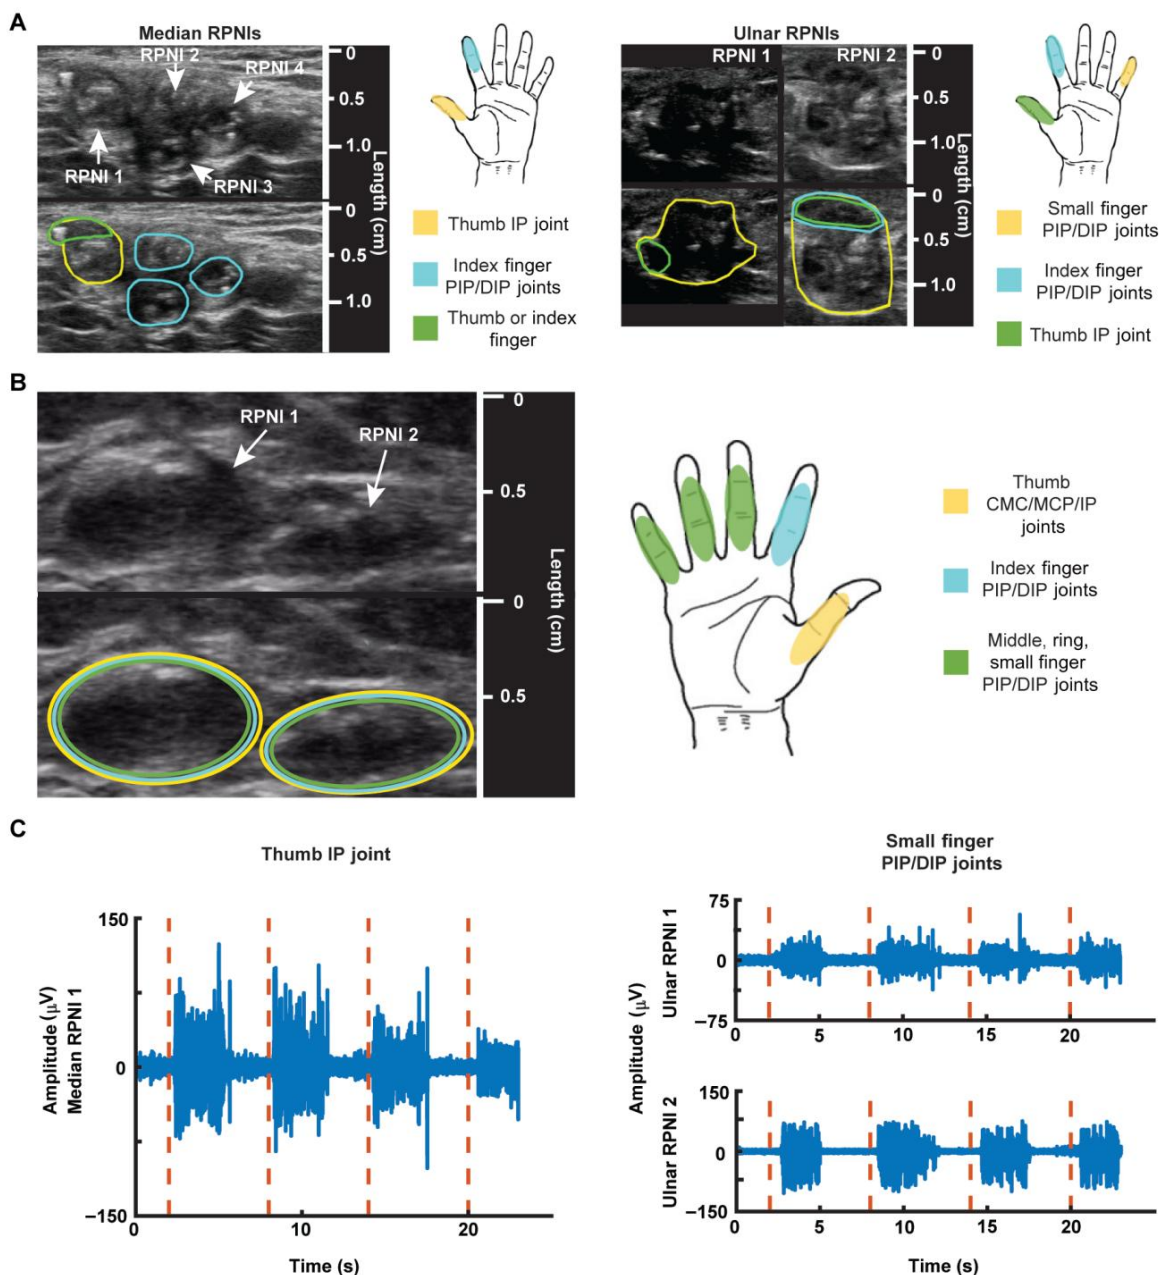 A
Median RPNIs
RPNI 2
RPNI 4
RPNI 1
RPNI 3
0
0.5
1.0
0
0.5
1.0
Length (cm)
Thumb IP joint
Index finger
PIP/DIP joints
Thumb or index
finger
Ulnar RPNIs
RPNI 1
RPNI 2
0
0.5
1.0
0
0.5
1.0
Length (cm)
Small finger
PIP/DIP joints
Index finger
PIP/DIP joints
Thumb IP joint
B
RPNI 1
RPNI 2
0
0.5
0
0.5
Length (cm)
Thumb
CMC/MCP/IP
joints
Index finger
PIP/DIP joints
Middle, ring,
small finger
PIP/DIP joints
C
Thumb IP joint
Amplitude (µV)
Median RPNI 1
150
0
−150
0 5 10 15 20
Time (s)
Small finger
PIP/DIP joints
Amplitude (µV)
Ulnar RPNI 1
75
0
−75
0 5 10 15 20
Ulnar RPNI 2
150
0
−150
0 5 10 15 20
Time (s)